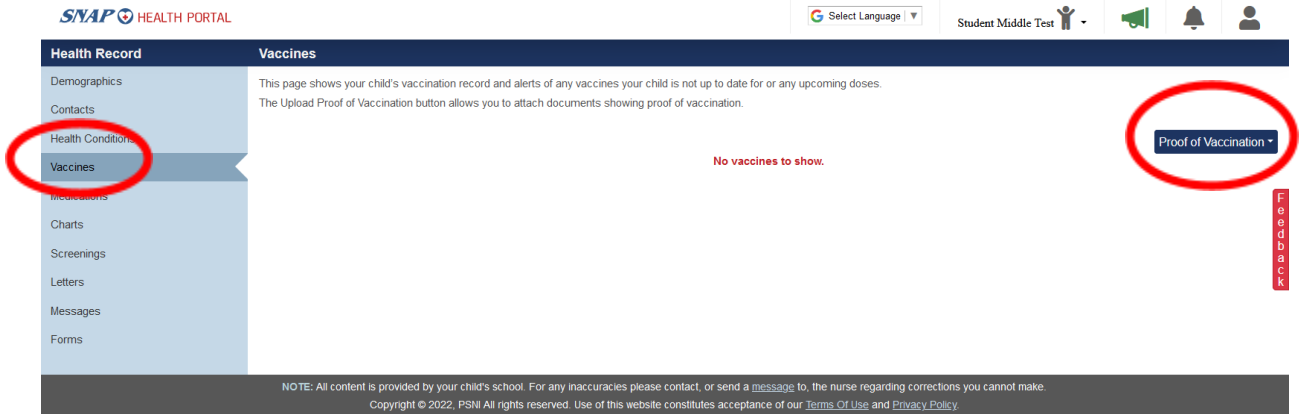 SNAP HEALTH PORTAL
Select Language
Student Middle Test
Health Record
Vaccines
Demographics
Contacts
Health Conditions
Vaccines
Medications
Charts
Screenings
Letters
Messages
Forms
This page shows your child's vaccination record and alerts of any vaccines your child is not up to date for or any upcoming doses.
The Upload Proof of Vaccination button allows you to attach documents showing proof of vaccination.
Proof of Vaccination
No vaccines to show.
Feedback
NOTE: All content is provided by your child's school. For any inaccuracies please contact, or send a message to, the nurse regarding corrections you cannot make.
Copyright © 2022, PSNI All rights reserved. Use of this website constitutes acceptance of our Terms Of Use and Privacy Policy.